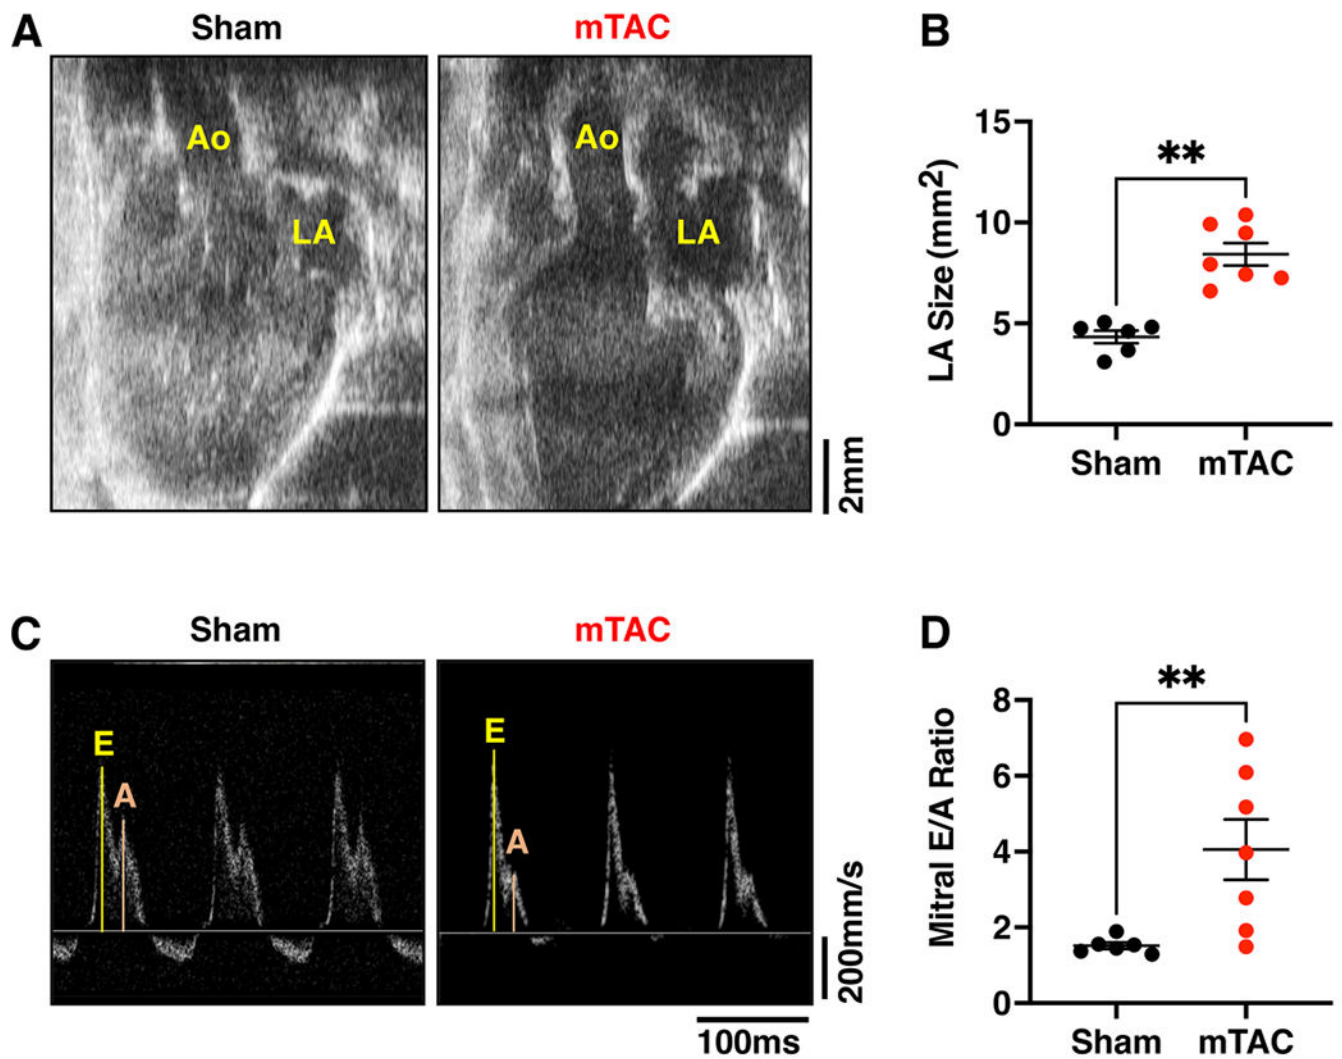 A
Sham
mTAC
Ao
LA
Ao
LA
2mm
B
LA Size (mm²)
15
10
5
0
**
Sham
mTAC
C
Sham
mTAC
E
A
E
A
200mm/s
100ms
D
Mitral E/A Ratio
8
6
4
2
0
**
Sham
mTAC